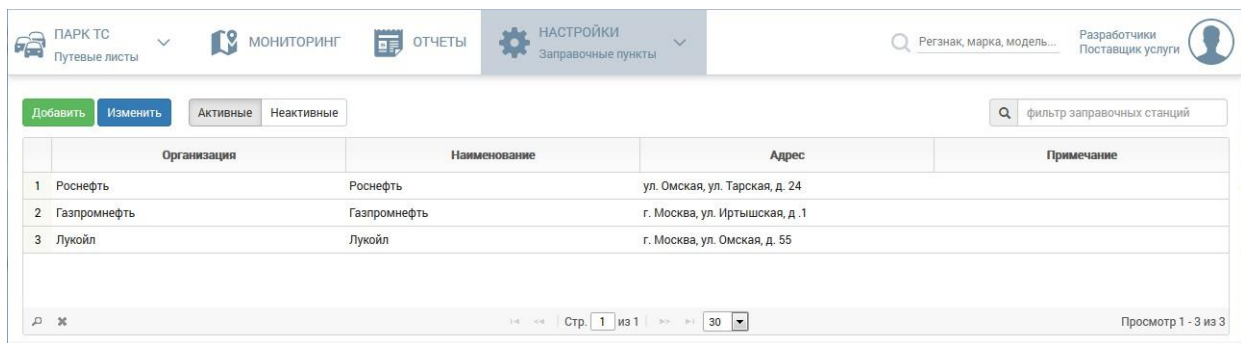 ПАРК ТС
Путевые листы
МОНИТОРИНГ
ОТЧЕТЫ
НАСТРОЙКИ
Заправочные пункты
Регзнак, марка, модель...
Разработчики
Поставщик услуги
Добавить Изменить Активные Неактивные фильтр заправочных станций
Организация Наименование Адрес Примечание
1 Роснефть Роснефть ул. Омская, ул. Тарская, д. 24
2 Газпромнефть Газпромнефть г. Москва, ул. Иртышская, д .1
3 Лукойл Лукойл г. Москва, ул. Омская, д. 55
Стр. 1 из 1 30 Просмотр 1 - 3 из 3